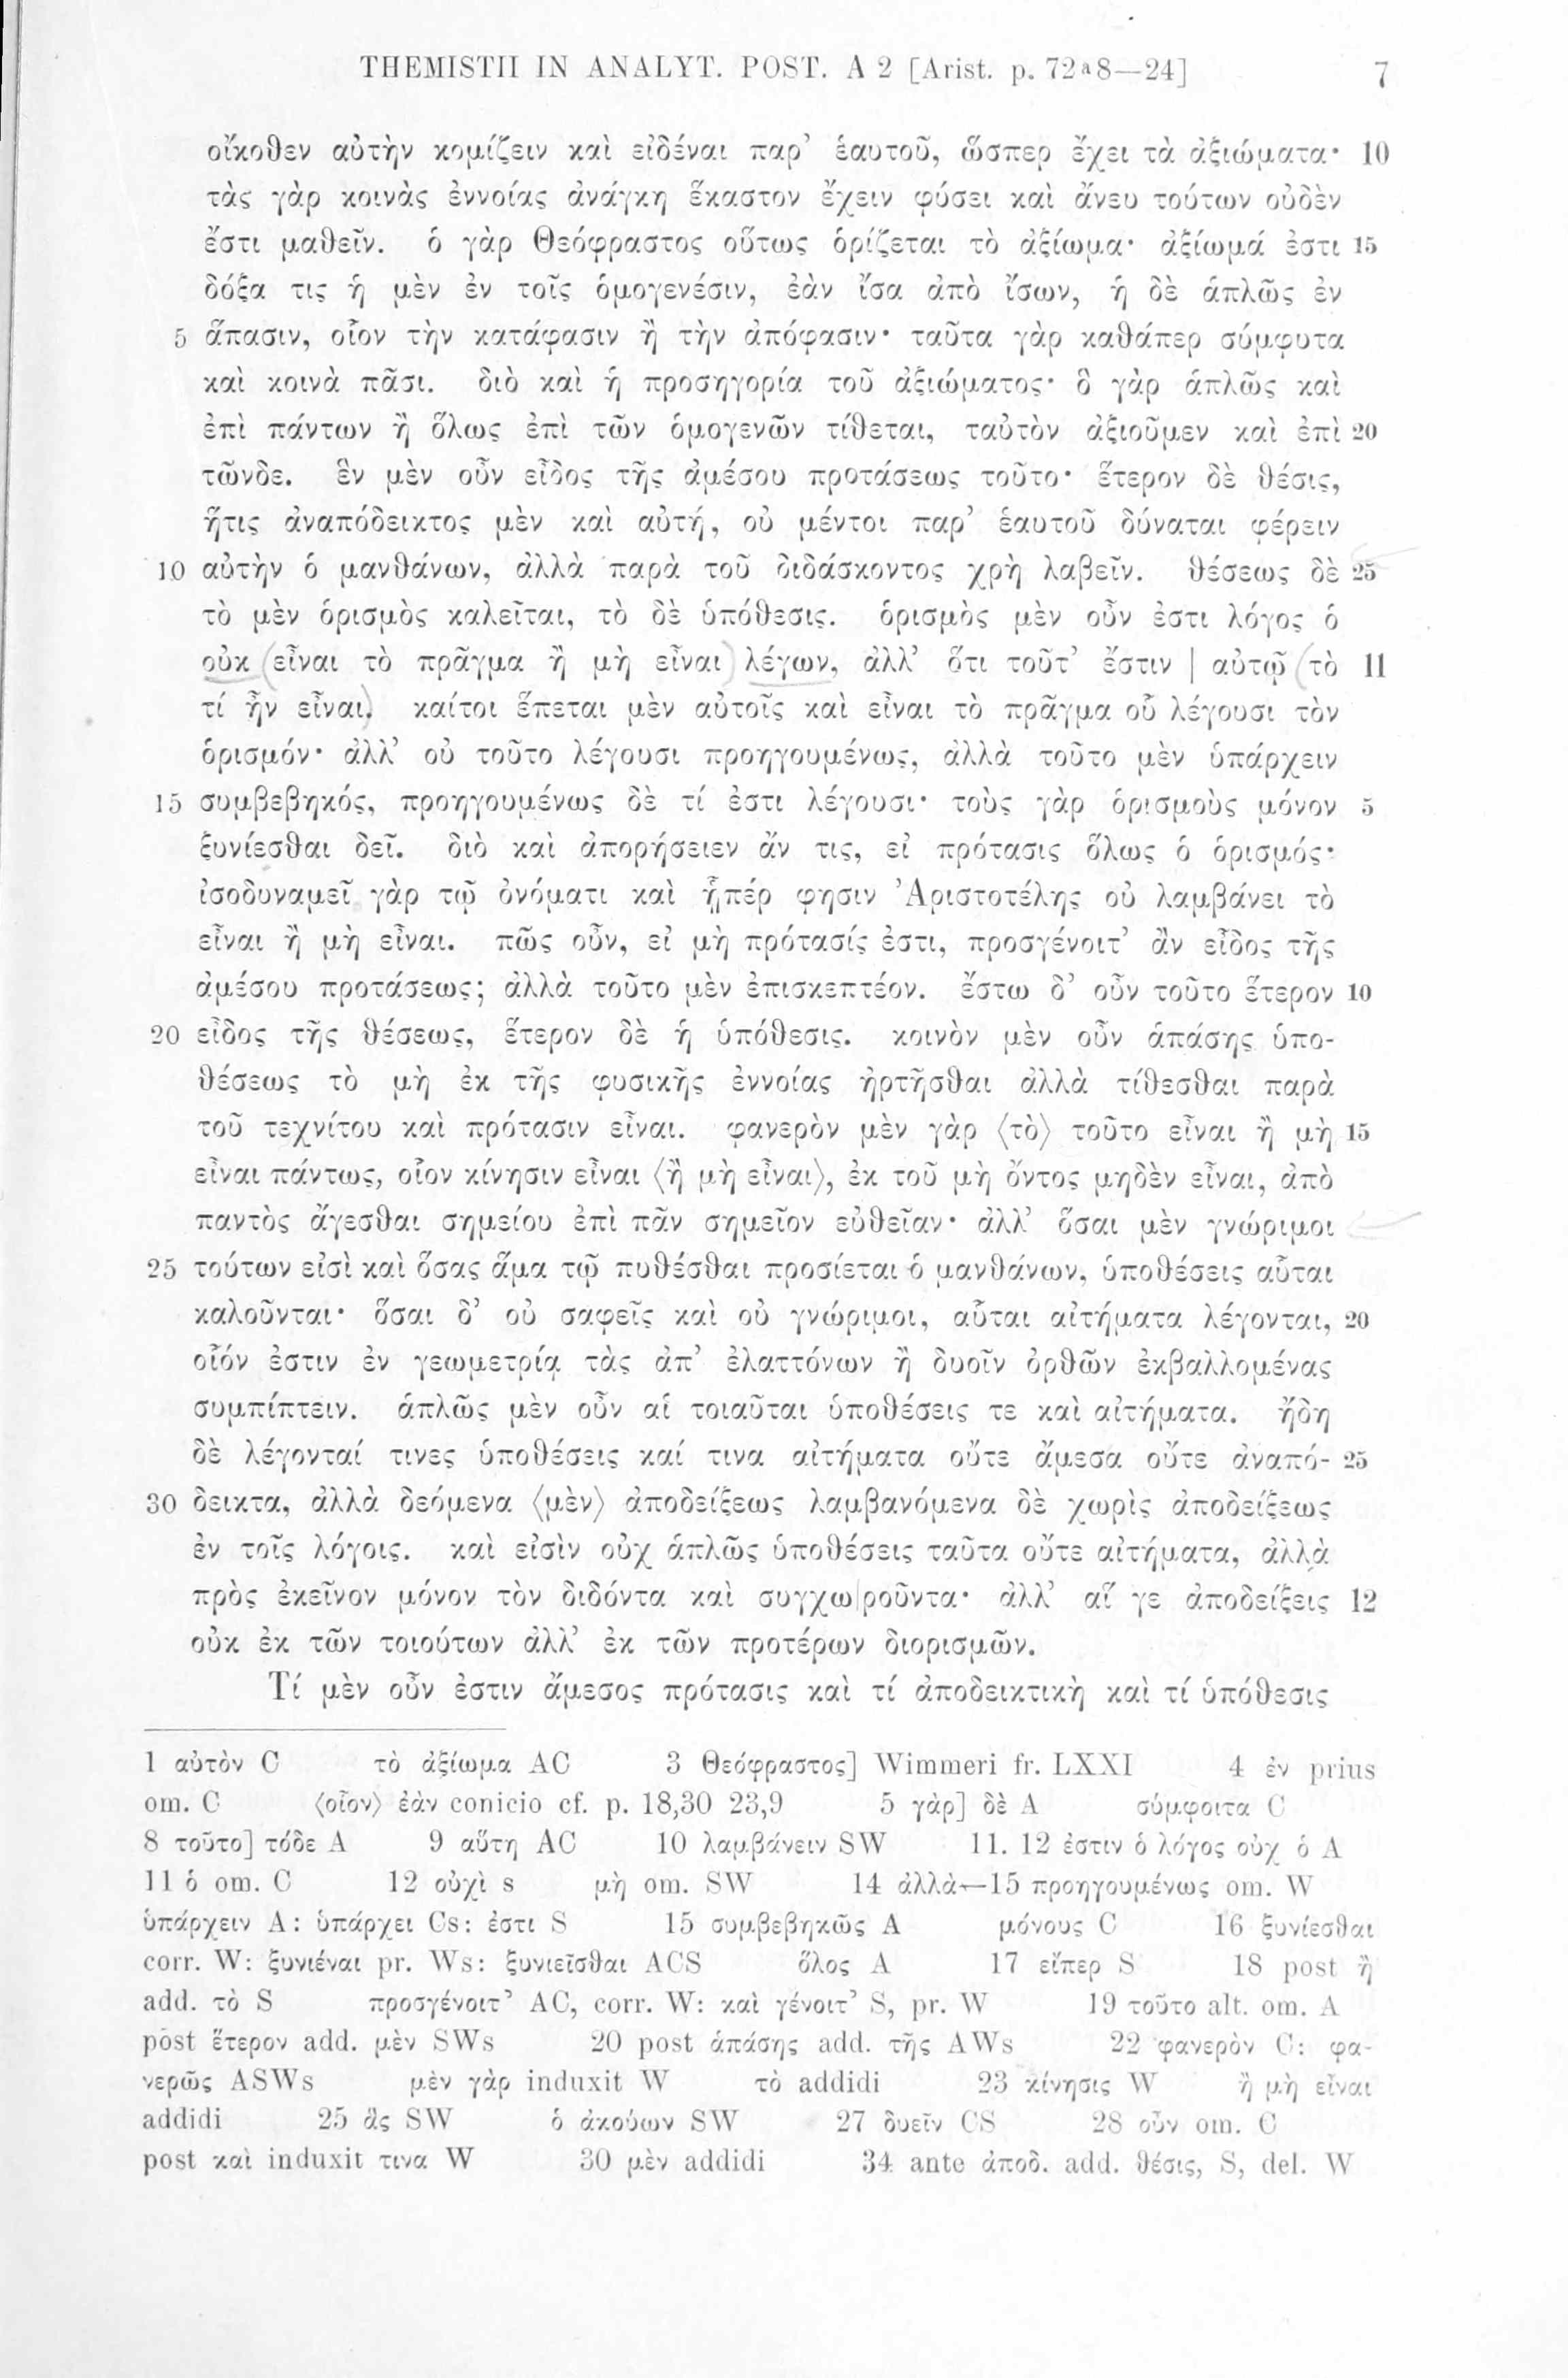 THEMISTII IN ANALYT. POST. A 2 [Arist. p. 72ᵃ8—24] 7
οἴκοθεν αὐτὴν κομίζειν καὶ εἰδέναι παρ’ ἑαυτοῦ, ὥσπερ ἔχει τὰ ἀξιώματα· 10
τὰς γὰρ κοινὰς ἐννοίας ἀνάγκη ἕκαστον ἔχειν φύσει καὶ ἄνευ τούτων οὐδὲν
ἔστι μαθεῖν. ὁ γὰρ Θεόφραστος οὕτως ὁρίζεται τὸ ἀξίωμα· ἀξίωμά ἐστι 15
δόξα τις ἡ μὲν ἐν τοῖς ὁμογενέσιν, ἐὰν ἴσα ἀπὸ ἴσων, ἡ δὲ ἁπλῶς ἐν
5 ἅπασιν, οἷον τὴν κατάφασιν ἢ τὴν ἀπόφασιν· ταῦτα γὰρ καθάπερ σύμφυτα
καὶ κοινὰ πᾶσι. διὸ καὶ ἡ προσηγορία τοῦ ἀξιώματος· ὃ γὰρ ἁπλῶς καὶ
ἐπὶ πάντων ἢ ὅλως ἐπὶ τῶν ὁμογενῶν τίθεται, ταὐτὸν ἀξιοῦμεν καὶ ἐπὶ 20
τῶνδε. ἓν μὲν οὖν εἶδος τῆς ἀμέσου προτάσεως τοῦτο· ἕτερον δὲ θέσις,
ἥτις ἀναπόδεικτος μὲν καὶ αὐτή, οὐ μέντοι παρ’ ἑαυτοῦ δύναται φέρειν
10 αὐτὴν ὁ μανθάνων, ἀλλὰ παρὰ τοῦ διδάσκοντος χρὴ λαβεῖν. θέσεως δὲ 25
τὸ μὲν ὁρισμὸς καλεῖται, τὸ δὲ ὑπόθεσις. ὁρισμὸς μὲν οὖν ἐστι λόγος ὁ
οὐκ (εἶναι τὸ πρᾶγμα ἢ μὴ εἶναι) λέγων, ἀλλ’ ὅτι τοῦτ’ ἔστιν | αὐτῷ (τὸ 11
τί ἦν εἶναι). καίτοι ἕπεται μὲν αὐτοῖς καὶ εἶναι τὸ πρᾶγμα οὗ λέγουσι τὸν
ὁρισμόν· ἀλλ’ οὐ τοῦτο λέγουσι προηγουμένως, ἀλλὰ τοῦτο μὲν ὑπάρχειν
15 συμβεβηκός, προηγουμένως δὲ τί ἐστι λέγουσι· τοὺς γὰρ ὁρισμοὺς μόνον 5
ξυνίεσθαι δεῖ. διὸ καὶ ἀπορήσειεν ἄν τις, εἰ πρότασις ὅλως ὁ ὁρισμός·
ἰσοδυναμεῖ γὰρ τῷ ὀνόματι καὶ ᾗπέρ φησιν Ἀριστοτέλης οὐ λαμβάνει τὸ
εἶναι ἢ μὴ εἶναι. πῶς οὖν, εἰ μὴ πρότασίς ἐστι, προσγένοιτ’ ἂν εἶδος τῆς
ἀμέσου προτάσεως; ἀλλὰ τοῦτο μὲν ἐπισκεπτέον. ἔστω δ’ οὖν τοῦτο ἕτερον 10
20 εἶδος τῆς θέσεως, ἕτερον δὲ ἡ ὑπόθεσις. κοινὸν μὲν οὖν ἁπάσης ὑπο-
θέσεως τὸ μὴ ἐκ τῆς φυσικῆς ἐννοίας ἠρτῆσθαι ἀλλὰ τίθεσθαι παρὰ
τοῦ τεχνίτου καὶ πρότασιν εἶναι. φανερὸν μὲν γὰρ ⟨τὸ⟩ τοῦτο εἶναι ἢ μὴ 15
εἶναι πάντως, οἷον κίνησιν εἶναι ⟨ἢ μὴ εἶναι⟩, ἐκ τοῦ μὴ ὄντος μηδὲν εἶναι, ἀπὸ
παντὸς ἄγεσθαι σημείου ἐπὶ πᾶν σημεῖον εὐθεῖαν· ἀλλ’ ὅσαι μὲν γνώριμοι
25 τούτων εἰσὶ καὶ ὅσας ἅμα τῷ πυθέσθαι προσίεται ὁ μανθάνων, ὑποθέσεις αὗται
καλοῦνται· ὅσαι δ’ οὐ σαφεῖς καὶ οὐ γνώριμοι, αὗται αἰτήματα λέγονται, 20
οἷόν ἐστιν ἐν γεωμετρίᾳ τὰς ἀπ’ ἐλαττόνων ἢ δυοῖν ὀρθῶν ἐκβαλλομένας
συμπίπτειν. ἁπλῶς μὲν οὖν αἱ τοιαῦται ὑποθέσεις τε καὶ αἰτήματα. ἤδη
δὲ λέγονταί τινες ὑποθέσεις καί τινα αἰτήματα οὔτε ἄμεσα οὔτε ἀναπό- 25
30 δεικτα, ἀλλὰ δεόμενα ⟨μὲν⟩ ἀποδείξεως λαμβανόμενα δὲ χωρὶς ἀποδείξεως
ἐν τοῖς λόγοις. καὶ εἰσὶν οὐχ ἁπλῶς ὑποθέσεις ταῦτα οὔτε αἰτήματα, ἀλλὰ
πρὸς ἐκεῖνον μόνον τὸν διδόντα καὶ συγχω|ροῦντα· ἀλλ’ αἵ γε ἀποδείξεις 12
οὐκ ἐκ τῶν τοιούτων ἀλλ’ ἐκ τῶν προτέρων διορισμῶν.
Τί μὲν οὖν ἐστιν ἄμεσος πρότασις καὶ τί ἀποδεικτικὴ καὶ τί ὑπόθεσις
1 αὐτὸν C τὸ ἀξίωμα AC 3 Θεόφραστος] Wimmeri fr. LXXI 4 ἐν prius
om. C ⟨οἷον⟩ ἐὰν conicio cf. p. 18,30 23,9 5 γὰρ] δὲ A σύμφοιτα C
8 τοῦτο] τόδε A 9 αὕτη AC 10 λαμβάνειν SW 11. 12 ἐστιν ὁ λόγος οὐχ ὁ A
11 ὁ om. C 12 οὐχὶ s μὴ om. SW 14 ἀλλὰ—15 προηγουμένως om. W
ὑπάρχειν A: ὑπάρχει Cs: ἐστι S 15 συμβεβηκῶς A μόνους C 16 ξυνίεσθαι
corr. W: ξυνιέναι pr. Ws: ξυνιεῖσθαι ACS ὅλος A 17 εἴπερ S 18 post ἢ
add. τὸ S προσγένοιτ’ AC, corr. W: καὶ γένοιτ’ S, pr. W 19 τοῦτο alt. om. A
post ἕτερον add. μὲν SWs 20 post ἁπάσης add. τῆς AWs 22 φανερὸν C: φα-
νερῶς ASWs μὲν γὰρ induxit W τὸ addidi 23 κίνησις W ἢ μὴ εἶναι
addidi 25 ἃς SW ὁ ἀκούων SW 27 δυεῖν CS 28 οὖν om. C
post καὶ induxit τινα W 30 μὲν addidi 34 ante ἀποδ. add. θέσις, S, del. W